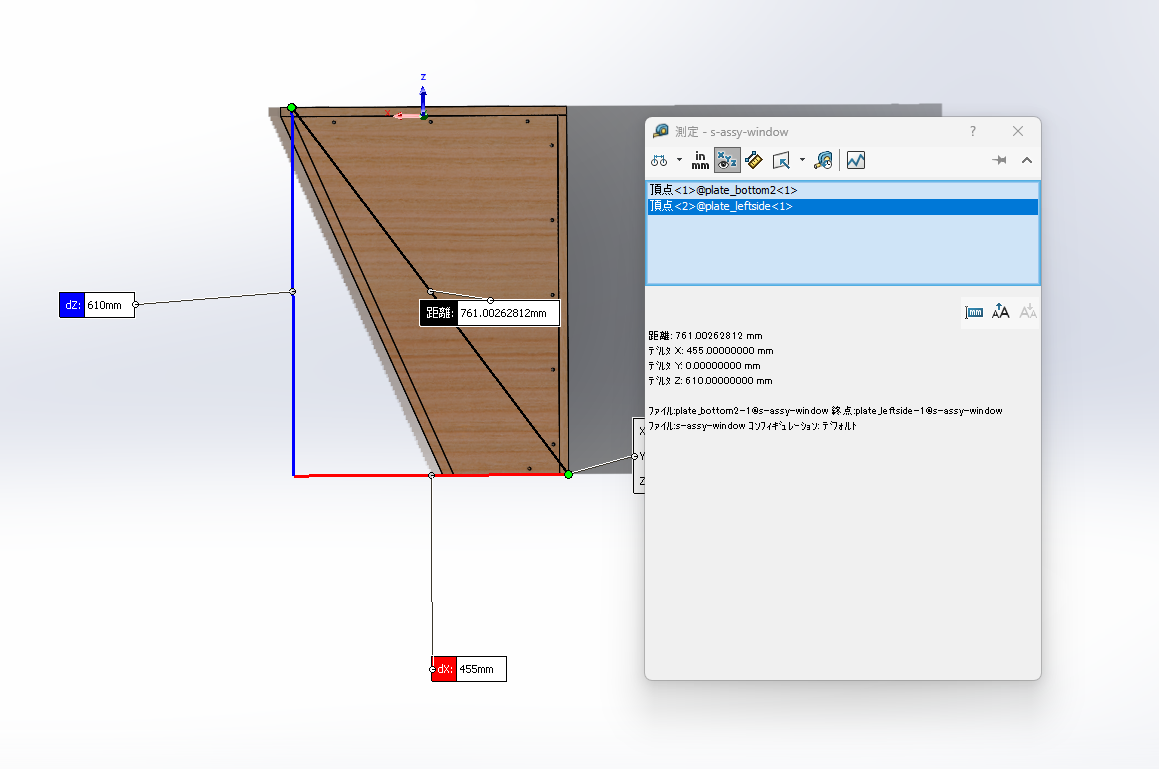 Z
X
測定 - s-assy-window
?
in
mm
XYZ
頂点<1>@plate_bottom2<1>
頂点<2>@plate_leftside<1>
dZ: 610mm
距離: 761.00262812mm
mm
AA
AA
距離: 761.00262812 mm
デルタ X: 455.00000000 mm
デルタ Y: 0.00000000 mm
デルタ Z: 610.00000000 mm
ファイル:plate_bottom2-1@s-assy-window 終点:plate_leftside-1@s-assy-window
ファイル:s-assy-window コンフィギュレーション: デフォルト
X
Y
Z
dX: 455mm